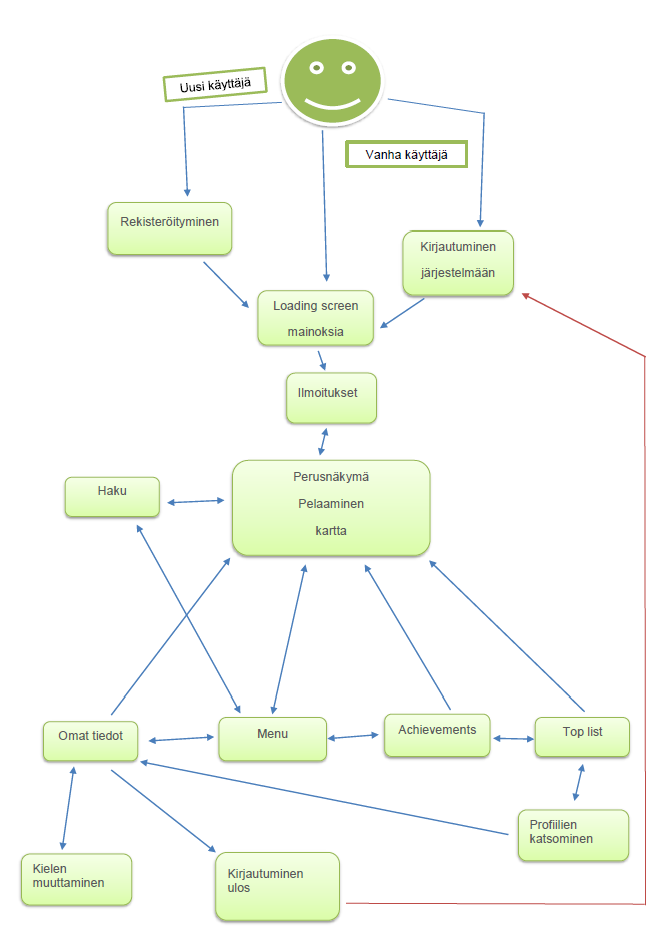 Uusi käyttäjä
Vanha käyttäjä
Rekisteröityminen
Kirjautuminen
järjestelmään
Loading screen
mainoksia
Ilmoitukset
Perusnäkymä
Pelaaminen
kartta
Haku
Omat tiedot
Menu
Achievements
Top list
Profiilien
katsominen
Kielen
muuttaminen
Kirjautuminen
ulos